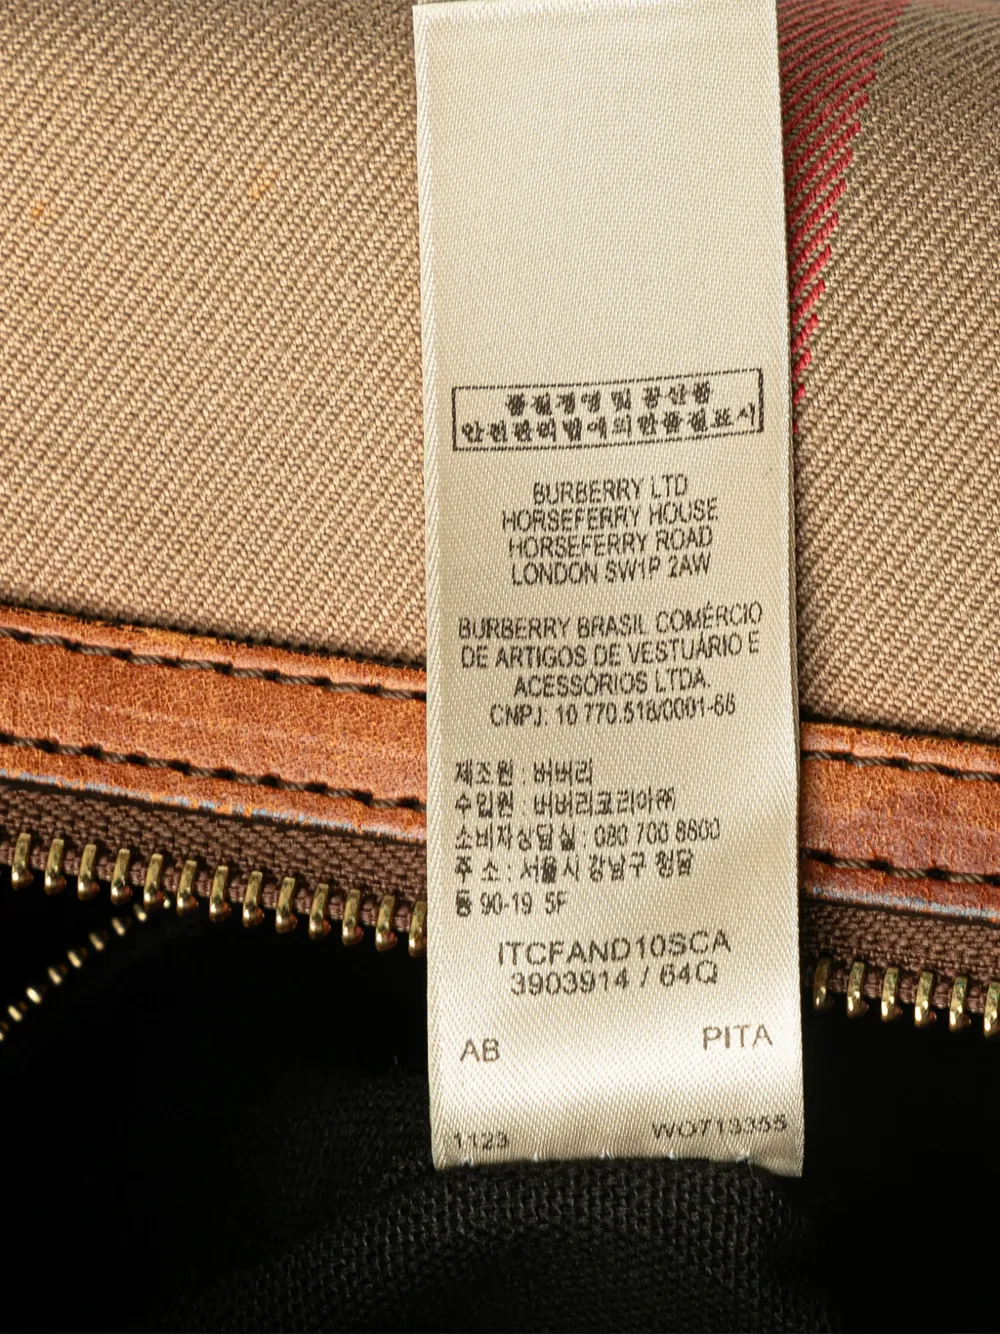 품질경영 및 공산품
안전관리법에의한품질표시
BURBERRY LTD
HORSEFERRY HOUSE
HORSEFERRY ROAD
LONDON SW1P 2AW
BURBERRY BRASIL COMÉRCIO
DE ARTIGOS DE VESTUÁRIO E
ACESSÓRIOS LTDA
CNPJ: 10 770.518/0001-66
제조원 : 버버리
수입원 : 버버리코리아㈜
소비자상담실 : 080 700 8800
주 소 : 서울시 강남구 청담
동 90-19 5F
ITCFAND10SCA
3903914 / 64Q
AB PITA
1123 WO713355